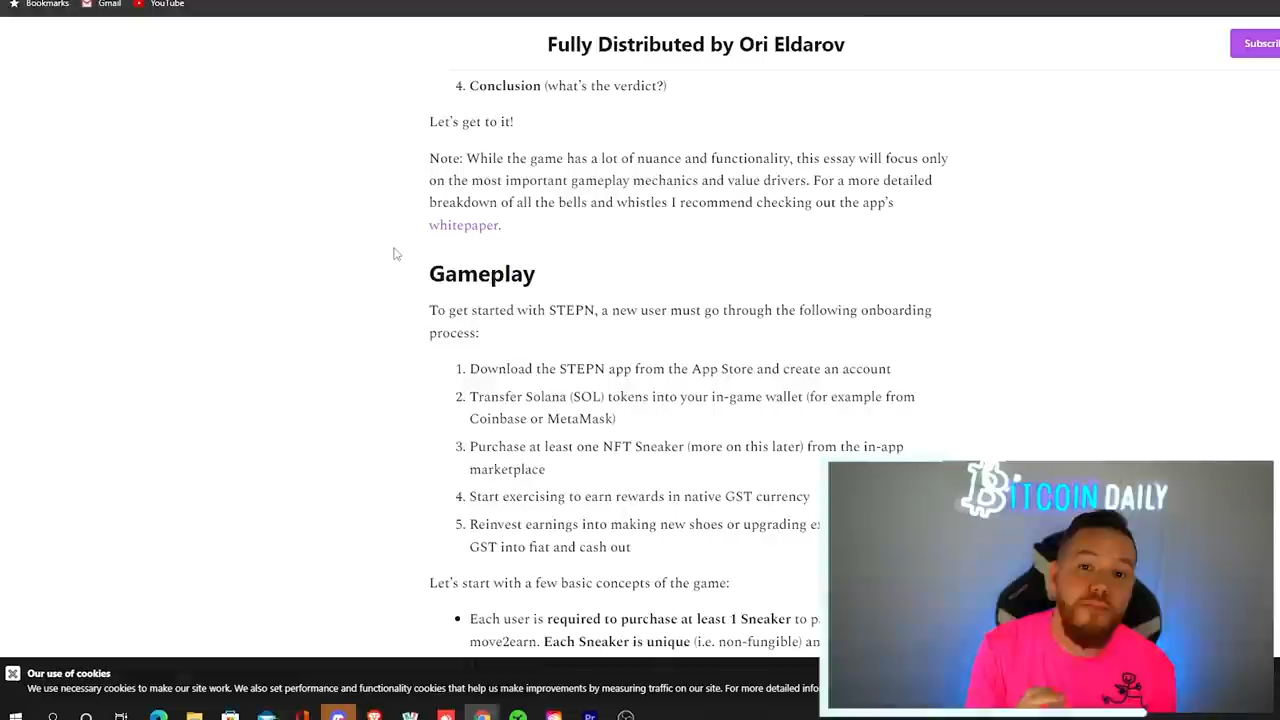 Bookmarks Gmail YouTube
Fully Distributed by Ori Eldarov
Subscri
4. Conclusion (what's the verdict?)
Let's get to it!
Note: While the game has a lot of nuance and functionality, this essay will focus only
on the most important gameplay mechanics and value drivers. For a more detailed
breakdown of all the bells and whistles I recommend checking out the app's
whitepaper.
Gameplay
To get started with STEPN, a new user must go through the following onboarding
process:
1. Download the STEPN app from the App Store and create an account
2. Transfer Solana (SOL) tokens into your in-game wallet (for example from
Coinbase or MetaMask)
3. Purchase at least one NFT Sneaker (more on this later) from the in-app
marketplace
4. Start exercising to earn rewards in native GST currency
5. Reinvest earnings into making new shoes or upgrading ex
GST into fiat and cash out
Let's start with a few basic concepts of the game:
• Each user is required to purchase at least 1 Sneaker to p
move2earn. Each Sneaker is unique (i.e. non-fungible) an
BITCOIN DAILY
Our use of cookies
We use necessary cookies to make our site work. We also set performance and functionality cookies that help us make improvements by measuring traffic on our site. For more detailed info
Pr